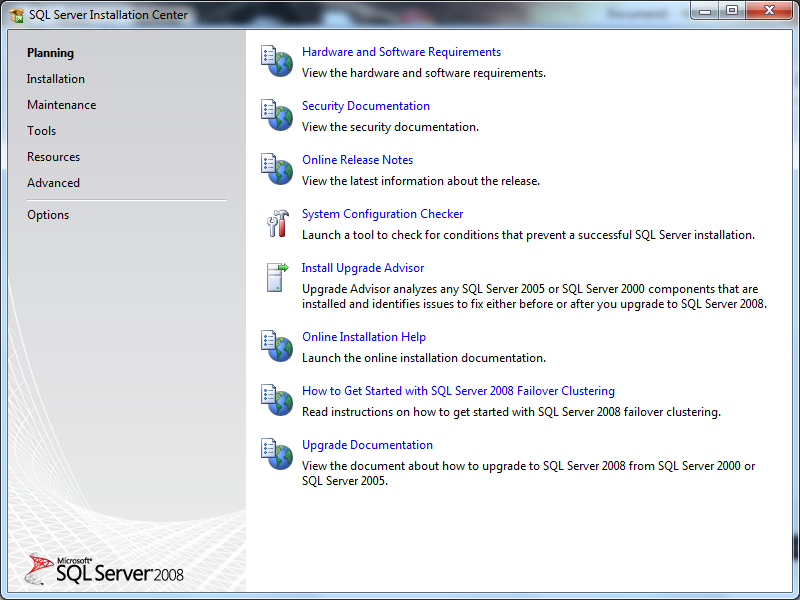 SQL Server Installation Center
Planning
Installation
Maintenance
Tools
Resources
Advanced
Options
Hardware and Software Requirements
View the hardware and software requirements.
Security Documentation
View the security documentation.
Online Release Notes
View the latest information about the release.
System Configuration Checker
Launch a tool to check for conditions that prevent a successful SQL Server installation.
Install Upgrade Advisor
Upgrade Advisor analyzes any SQL Server 2005 or SQL Server 2000 components that are
installed and identifies issues to fix either before or after you upgrade to SQL Server 2008.
Online Installation Help
Launch the online installation documentation.
How to Get Started with SQL Server 2008 Failover Clustering
Read instructions on how to get started with SQL Server 2008 failover clustering.
Upgrade Documentation
View the document about how to upgrade to SQL Server 2008 from SQL Server 2000 or
SQL Server 2005.
Microsoft®
SQL Server 2008